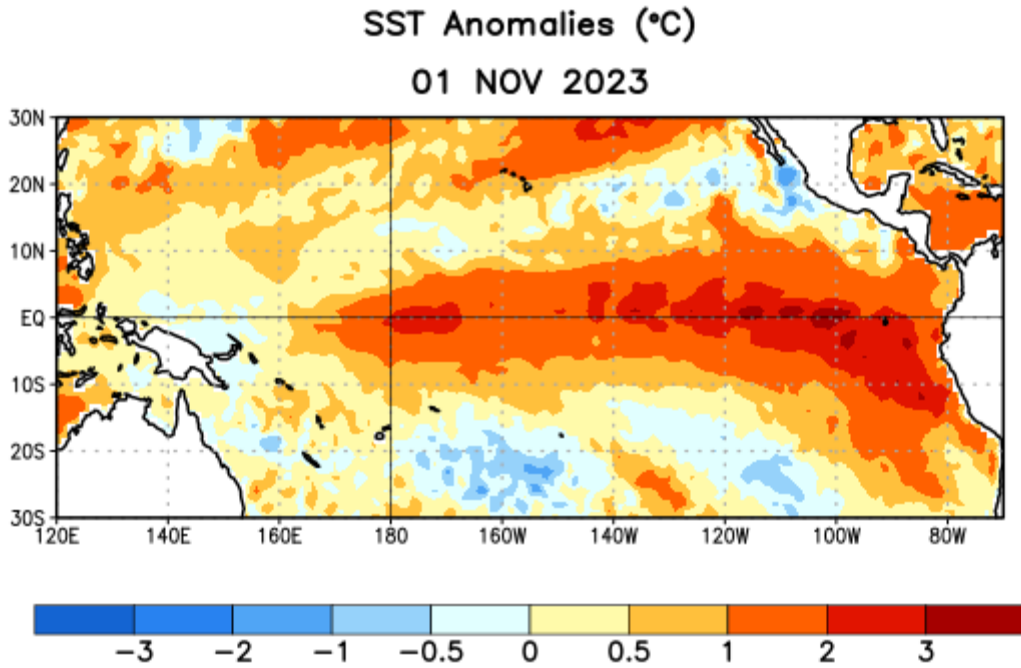 SST Anomalies (°C)
01 NOV 2023
30N
20N
10N
EQ
10S
20S
30S
120E 140E 160E 180 160W 140W 120W 100W 80W
−3 −2 −1 −0.5 0 0.5 1 2 3